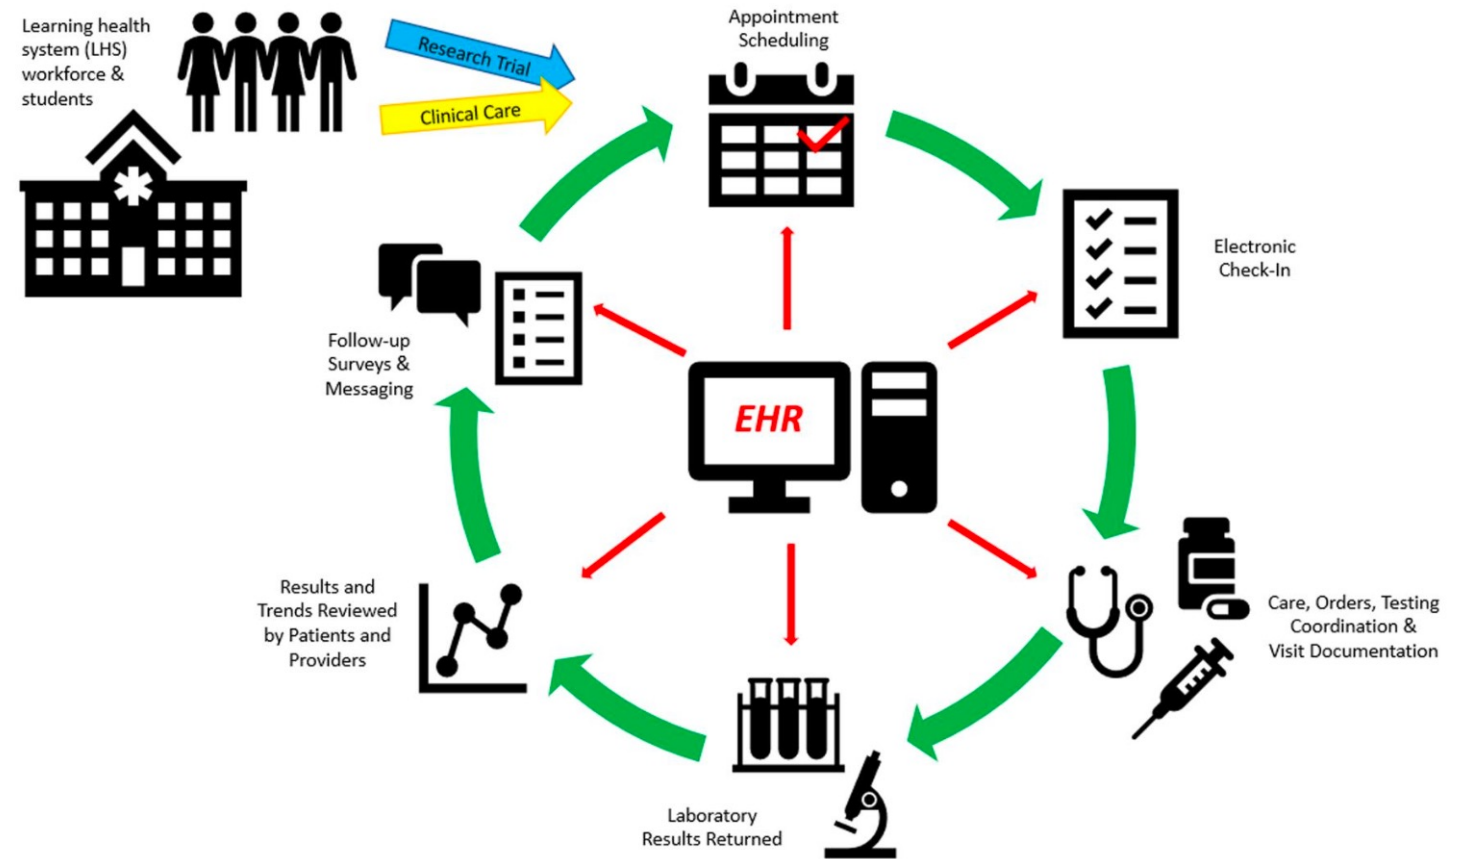 Learning health
system (LHS)
workforce &
students
Research Trial
Clinical Care
Appointment
Scheduling
Electronic
Check-In
Follow-up
Surveys &
Messaging
EHR
Results and
Trends Reviewed
by Patients and
Providers
Care, Orders, Testing
Coordination &
Visit Documentation
Laboratory
Results Returned